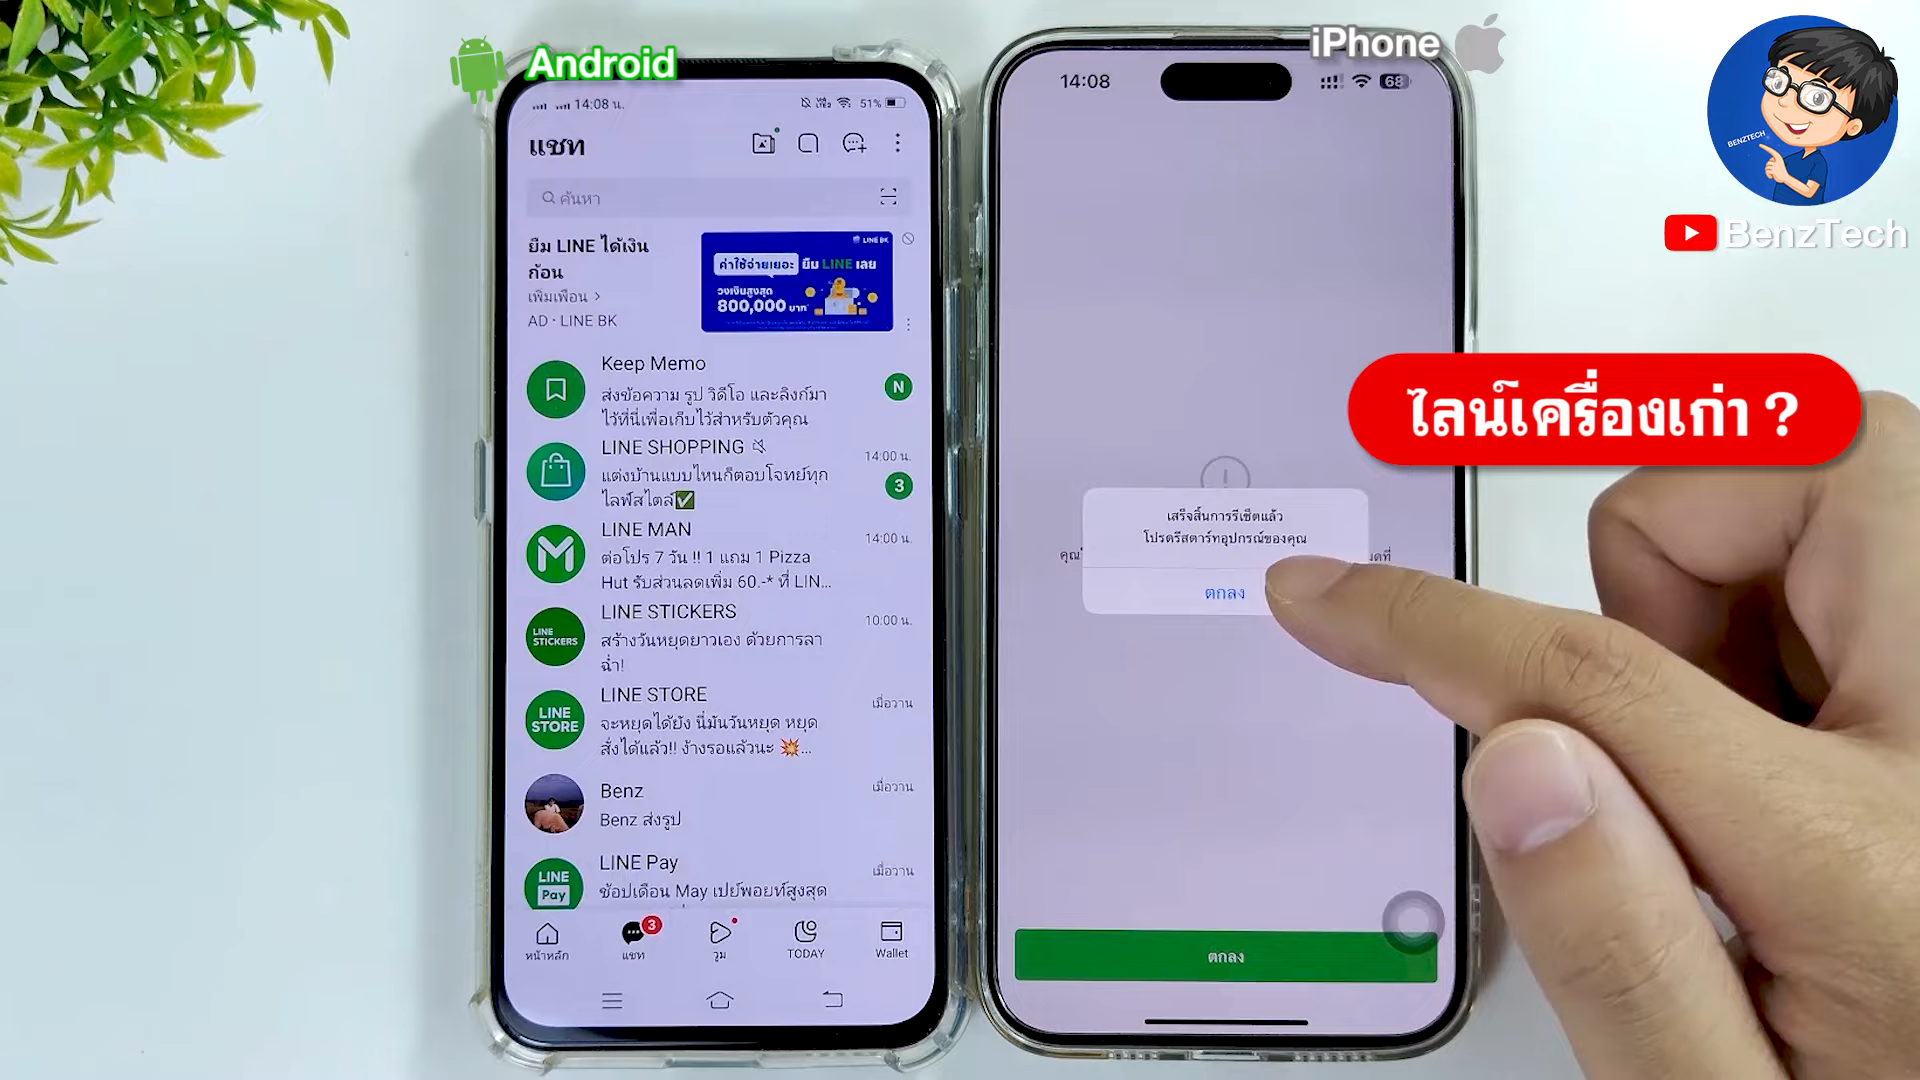 Android
14:08 น.
51%
แชท
ค้นหา
ยืม LINE ได้เงิน
ก้อน
เพิ่มเพื่อน >
AD · LINE BK
LINE BK
ค่าใช้จ่ายเยอะ ยืม LINE เลย
วงเงินสูงสุด
800,000 บาท
Keep Memo
ส่งข้อความ รูป วิดีโอ และลิงก์มา
ไว้ที่นี่เพื่อเก็บไว้สำหรับตัวคุณ
N
LINE SHOPPING
14:00 น.
แต่งบ้านแบบไหนก็ตอบโจทย์ทุก
ไลฟ์สไตล์✅
3
LINE MAN
14:00 น.
ต่อโปร 7 วัน !! 1 แถม 1 Pizza
Hut รับส่วนลดเพิ่ม 60.-* ที่ LIN...
LINE STICKERS
LINE STICKERS
10:00 น.
สร้างวันหยุดยาวเอง ด้วยการลา
ฉ่ำ!
LINE STORE
LINE STORE
เมื่อวาน
จะหยุดได้ยัง นี่มันวันหยุด หยุด
สั่งได้แล้ว!! ง้างรอแล้วนะ 💥...
Benz
เมื่อวาน
Benz ส่งรูป
LINE Pay
LINE Pay
เมื่อวาน
ช้อปเดือน May เปย์พอยท์สูงสุด
3
หน้าหลัก
แชท
วูม
TODAY
Wallet
iPhone
14:08
68
เสร็จสิ้นการรีเซ็ตแล้ว
โปรดรีสตาร์ทอุปกรณ์ของคุณ
ตกลง
ตกลง
ไลน์เครื่องเก่า ?
BENZTECH
BenzTech